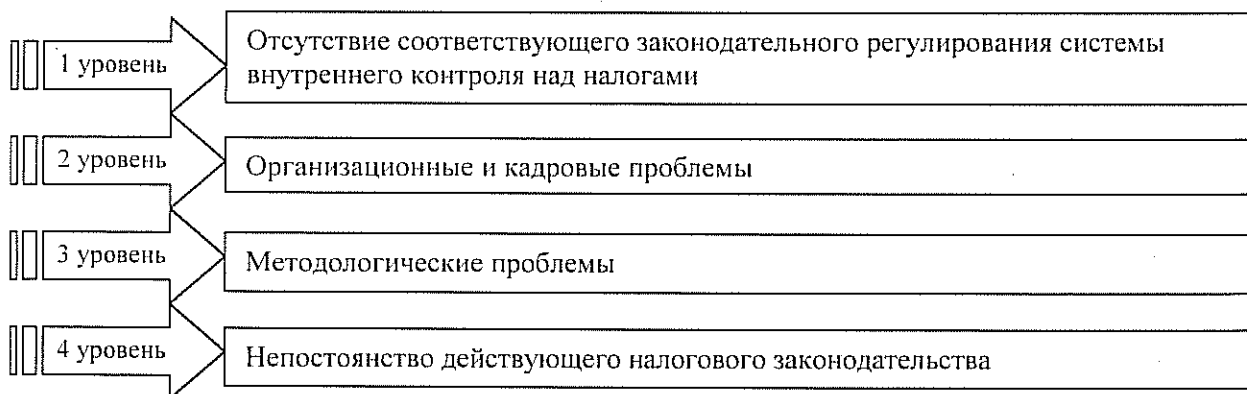 1 уровень
Отсутствие соответствующего законодательного регулирования системы
внутреннего контроля над налогами
2 уровень
Организационные и кадровые проблемы
3 уровень
Методологические проблемы
4 уровень
Непостоянство действующего налогового законодательства